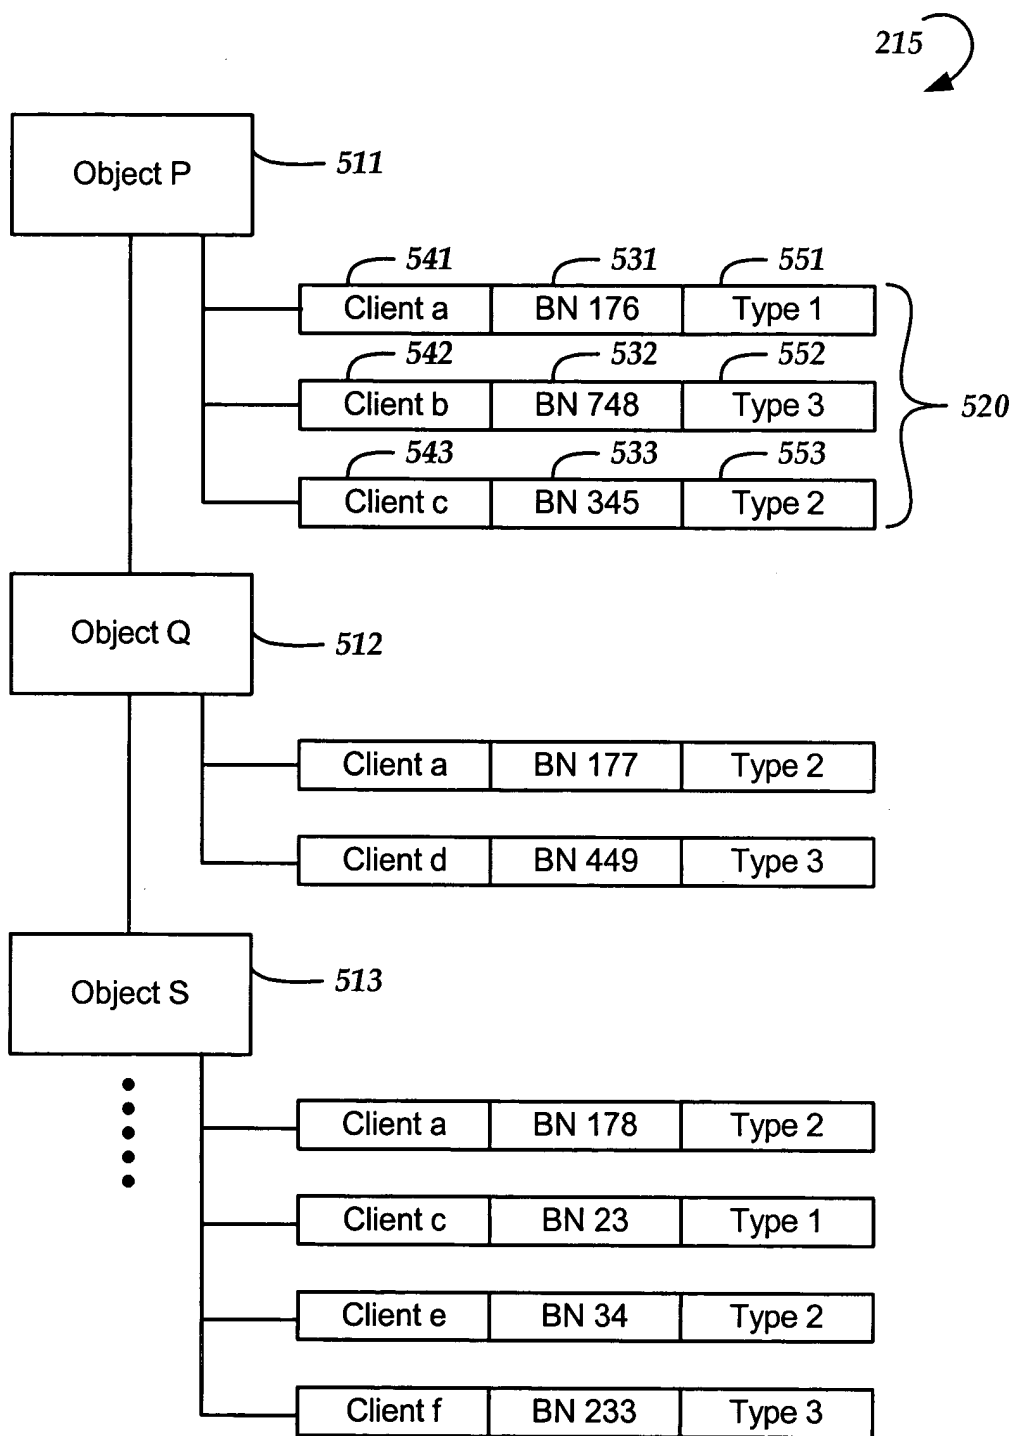 215
Object P
511
541 531 551
Client a BN 176 Type 1
542 532 552
Client b BN 748 Type 3
520
543 533 553
Client c BN 345 Type 2
Object Q
512
Client a BN 177 Type 2
Client d BN 449 Type 3
Object S
513
Client a BN 178 Type 2
Client c BN 23 Type 1
Client e BN 34 Type 2
Client f BN 233 Type 3